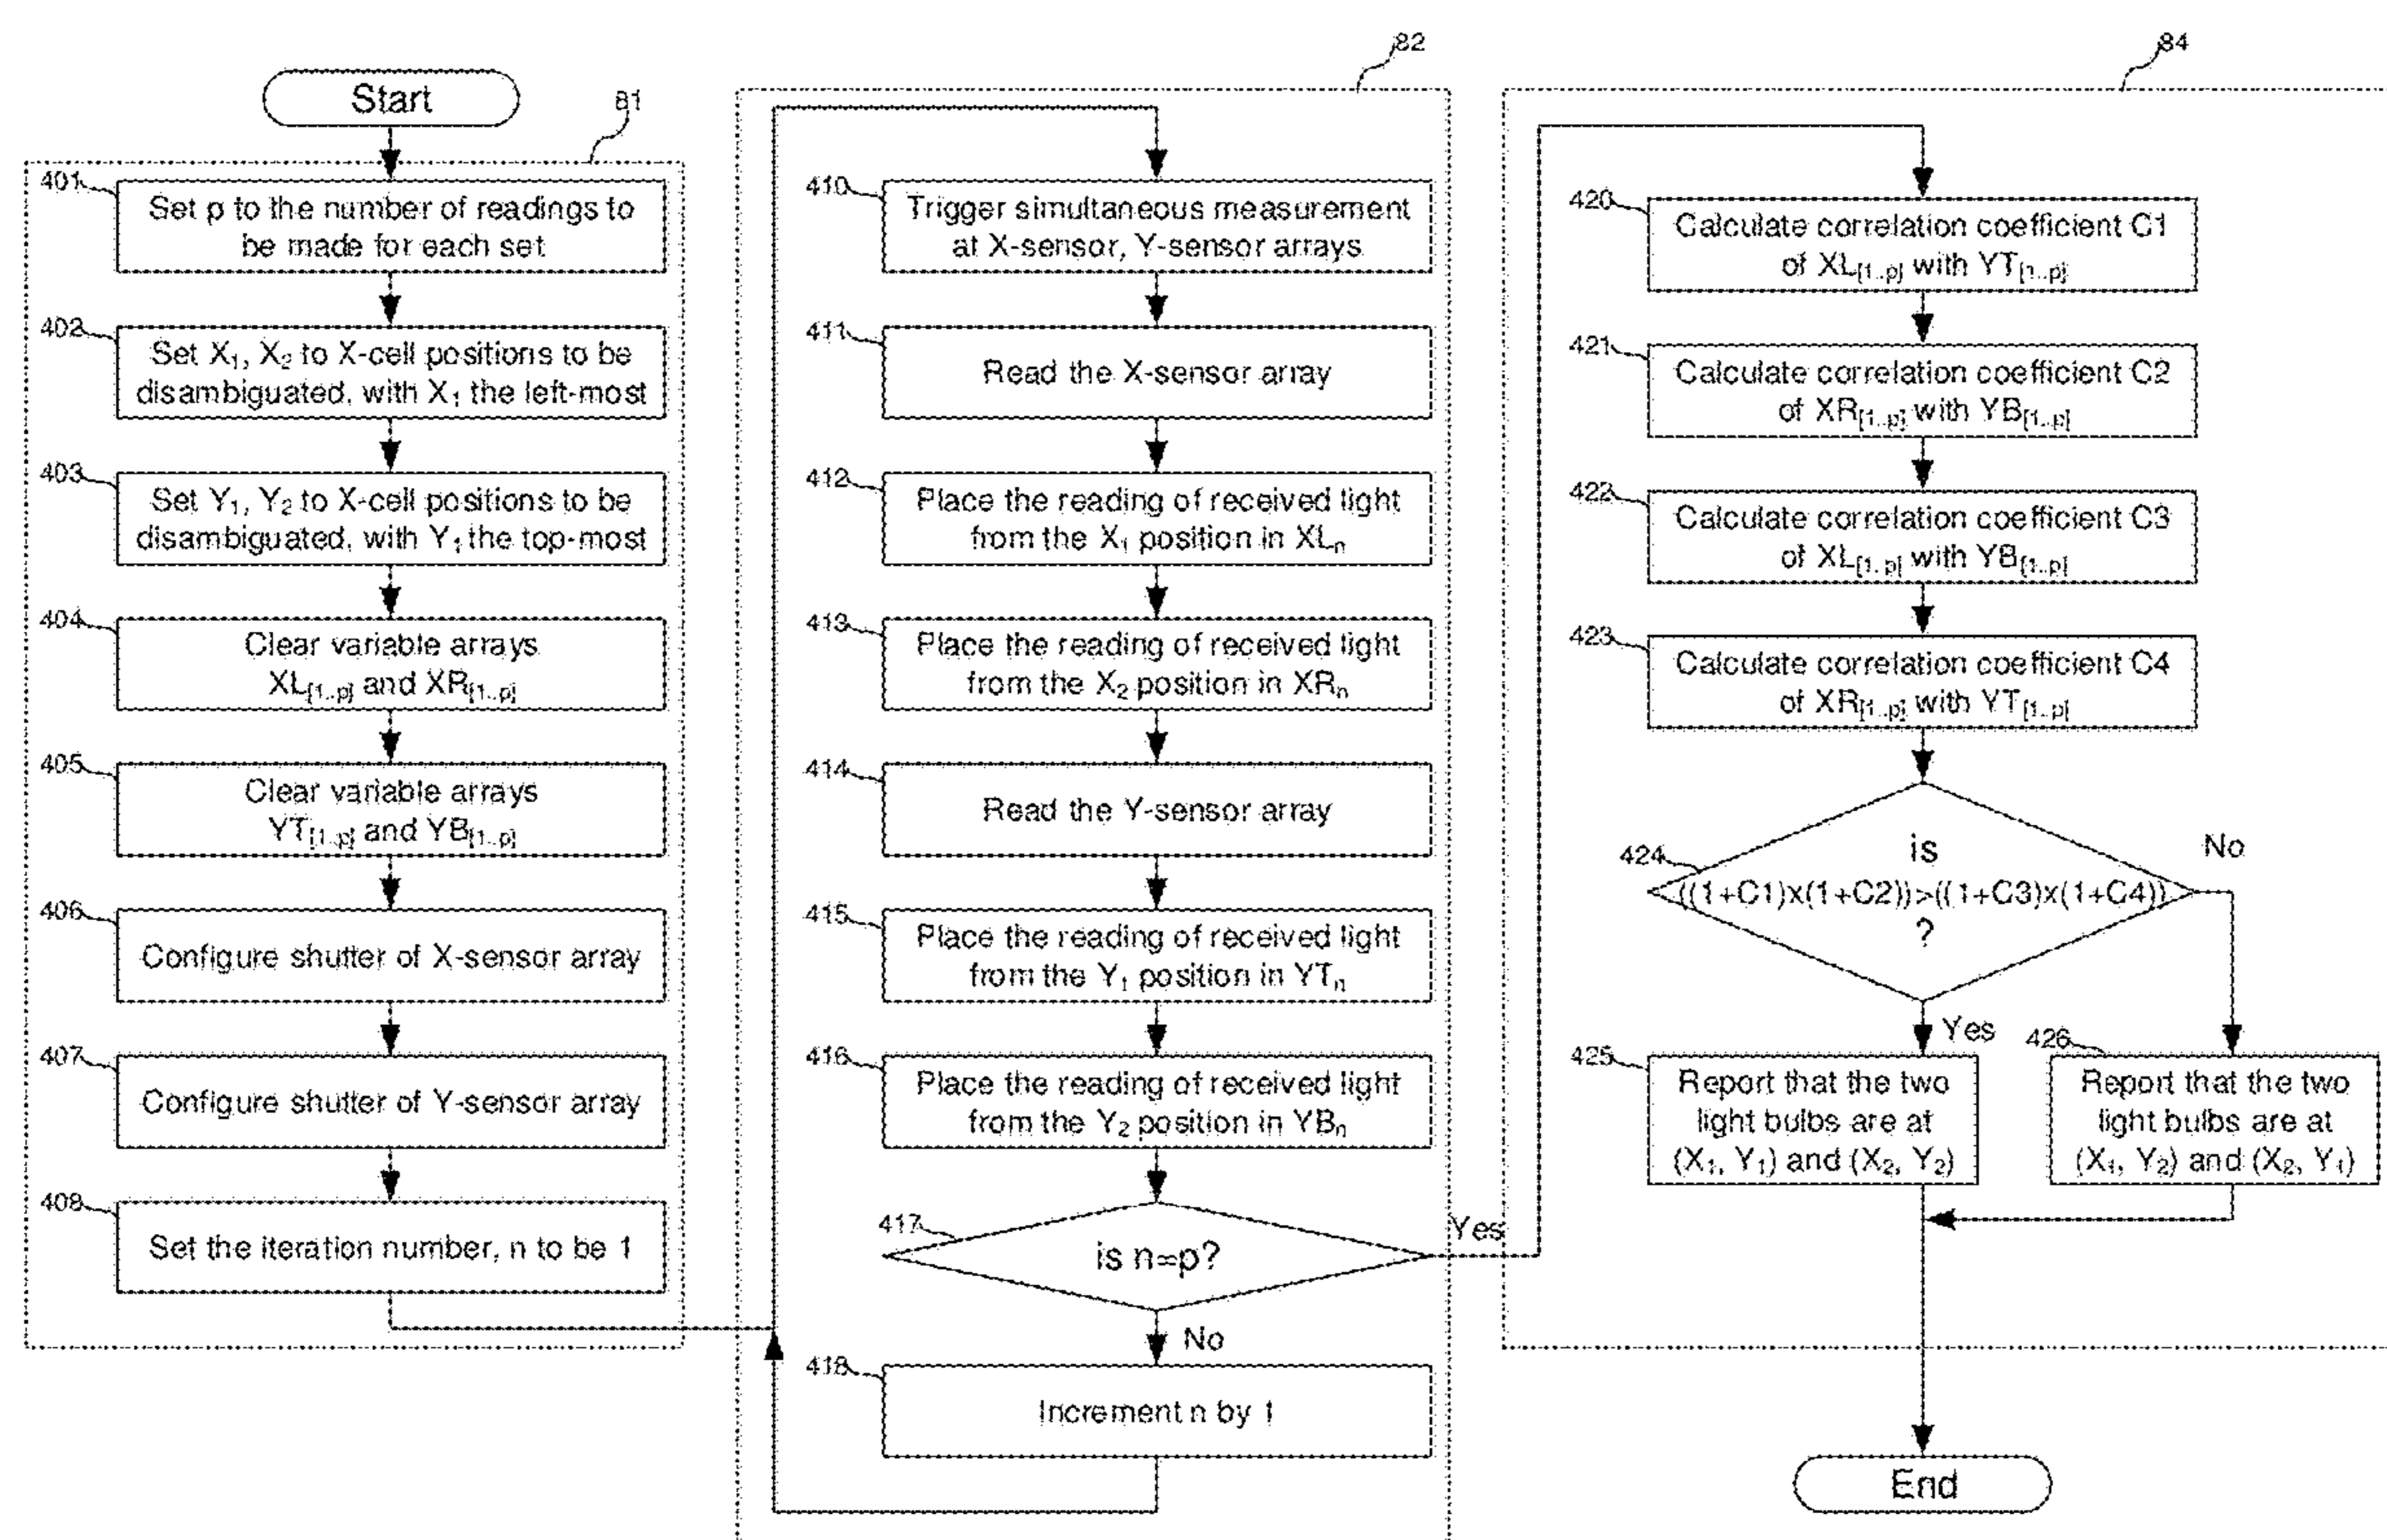 Start
81
401
Set p to the number of readings to
be made for each set
402
Set X₁, X₂ to X-cell positions to be
disambiguated, with X₁ the left-most
403
Set Y₁, Y₂ to X-cell positions to be
disambiguated, with Y₁ the top-most
404
Clear variable arrays
XL[1..p] and XR[1..p]
405
Clear variable arrays
YT[1..p] and YB[1..p]
406
Configure shutter of X-sensor array
407
Configure shutter of Y-sensor array
408
Set the iteration number, n to be 1
82
410
Trigger simultaneous measurement
at X-sensor, Y-sensor arrays
411
Read the X-sensor array
412
Place the reading of received light
from the X₁ position in XLₙ
413
Place the reading of received light
from the X₂ position in XRₙ
414
Read the Y-sensor array
415
Place the reading of received light
from the Y₁ position in YTₙ
416
Place the reading of received light
from the Y₂ position in YBₙ
417
is n=p?
Yes
No
418
Increment n by 1
84
420
Calculate correlation coefficient C1
of XL[1..p] with YT[1..p]
421
Calculate correlation coefficient C2
of XR[1..p] with YB[1..p]
422
Calculate correlation coefficient C3
of XL[1..p] with YB[1..p]
423
Calculate correlation coefficient C4
of XR[1..p] with YT[1..p]
424
is
((1+C1)x(1+C2))>((1+C3)x(1+C4))
?
No
Yes
425
Report that the two
light bulbs are at
(X₁, Y₁) and (X₂, Y₂)
426
Report that the two
light bulbs are at
(X₁, Y₂) and (X₂, Y₁)
End